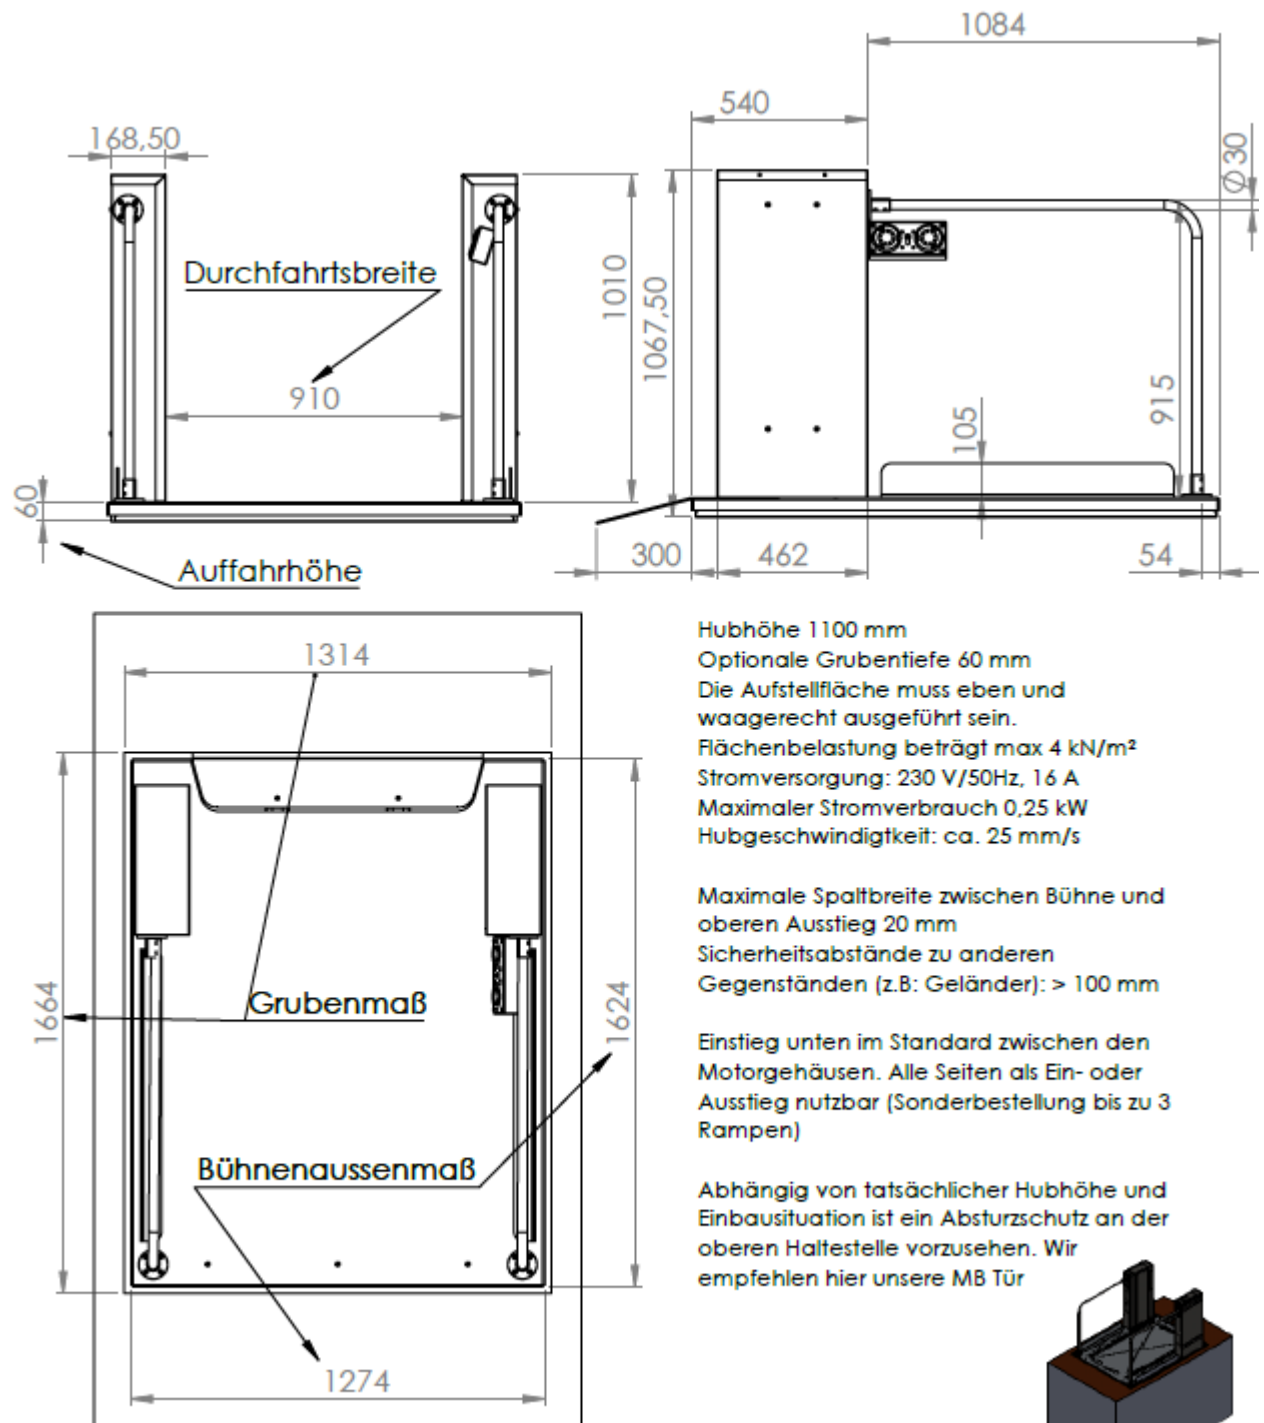 1084
540
168,50
Ø30
Durchfahrtsbreite
1010
1067,50
910
105
915
60
300
462
54
Auffahrhöhe
1314
1664
1624
Grubenmaß
Bühnenaussenmaß
1274
Hubhöhe 1100 mm
Optionale Grubentiefe 60 mm
Die Aufstellfläche muss eben und
waagerecht ausgeführt sein.
Flächenbelastung beträgt max 4 kN/m²
Stromversorgung: 230 V/50Hz, 16 A
Maximaler Stromverbrauch 0,25 kW
Hubgeschwindigtkeit: ca. 25 mm/s
Maximale Spaltbreite zwischen Bühne und
oberen Ausstieg 20 mm
Sicherheitsabstände zu anderen
Gegenständen (z.B: Geländer): > 100 mm
Einstieg unten im Standard zwischen den
Motorgehäusen. Alle Seiten als Ein- oder
Ausstieg nutzbar (Sonderbestellung bis zu 3
Rampen)
Abhängig von tatsächlicher Hubhöhe und
Einbausituation ist ein Absturzschutz an der
oberen Haltestelle vorzusehen. Wir
empfehlen hier unsere MB Tür